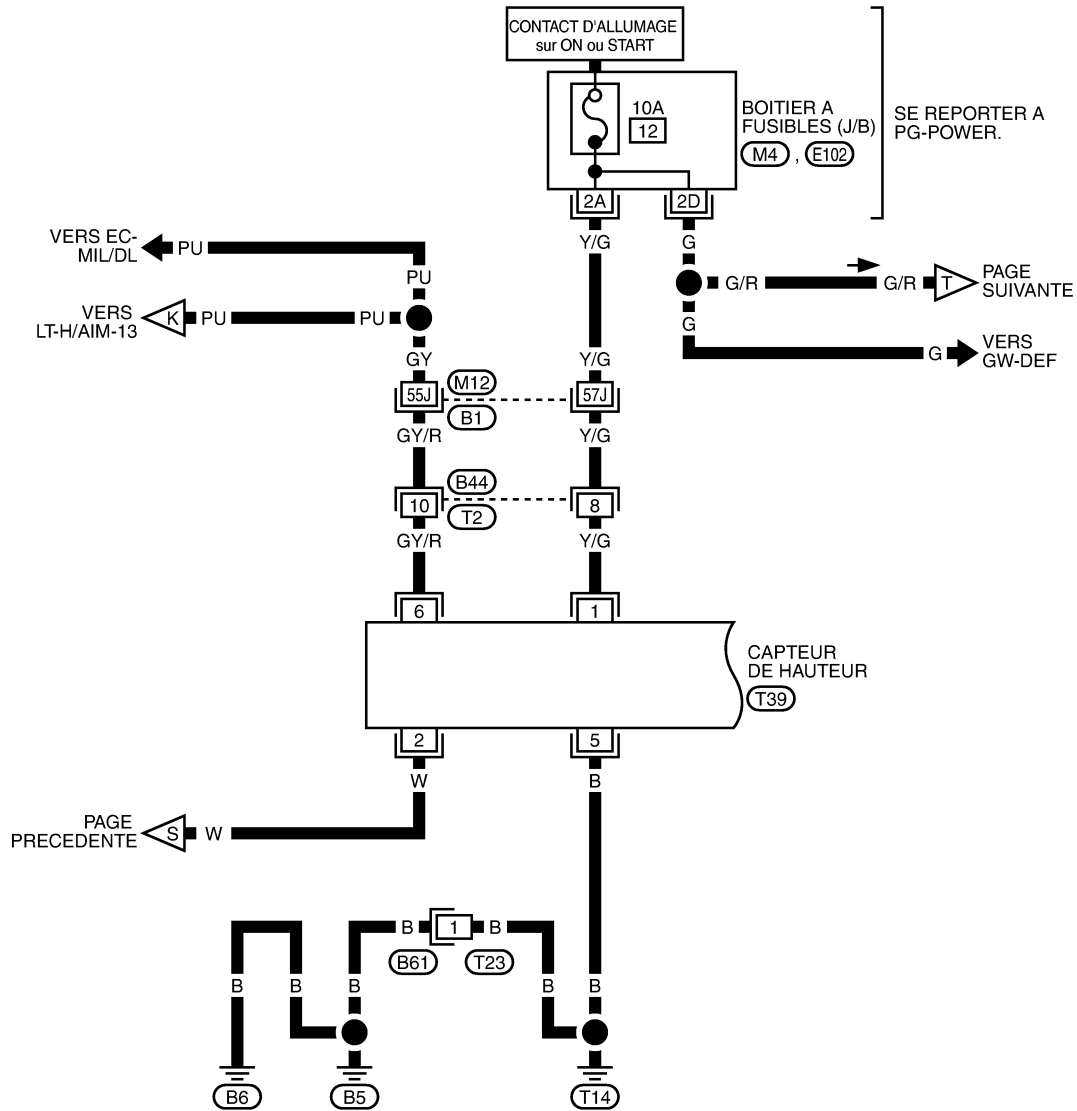 CONTACT D'ALLUMAGE
sur ON ou START
10A
12
BOITIER A
FUSIBLES (J/B)
M4 , E102
SE REPORTER A
PG-POWER.
2A
2D
VERS EC-
MIL/DL
PU
PU
Y/G
G
G/R
G/R
T
PAGE
SUIVANTE
VERS
LT-H/AIM-13
K
PU
PU
G
GY
Y/G
G
VERS
GW-DEF
55J
M12
B1
57J
GY/R
Y/G
10
B44
T2
8
GY/R
Y/G
6
1
CAPTEUR
DE HAUTEUR
T39
2
5
W
B
PAGE
PRECEDENTE
S
W
B
1
B
B61
T23
B
B
B
B
B
B6
B5
T14